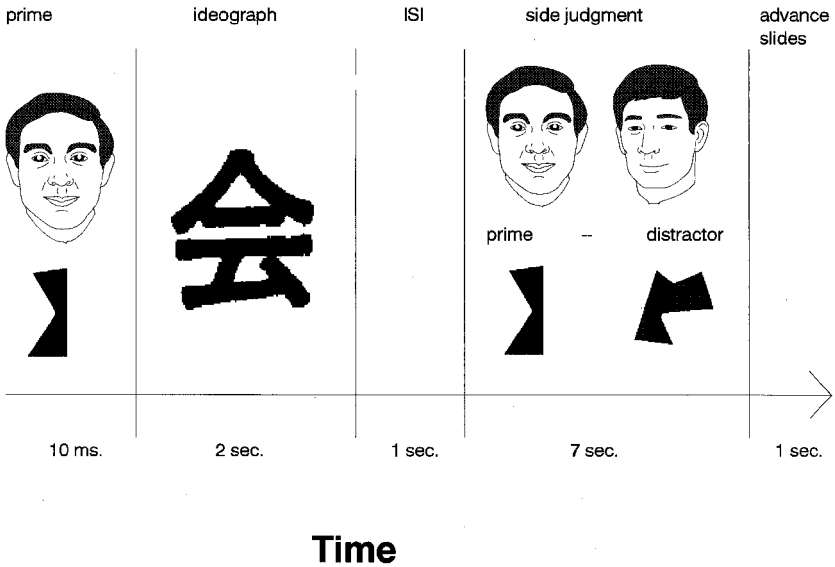 prime
ideograph
ISI
side judgment
advance
slides
会
prime -- distractor
10 ms.
2 sec.
1 sec.
7 sec.
1 sec.
Time